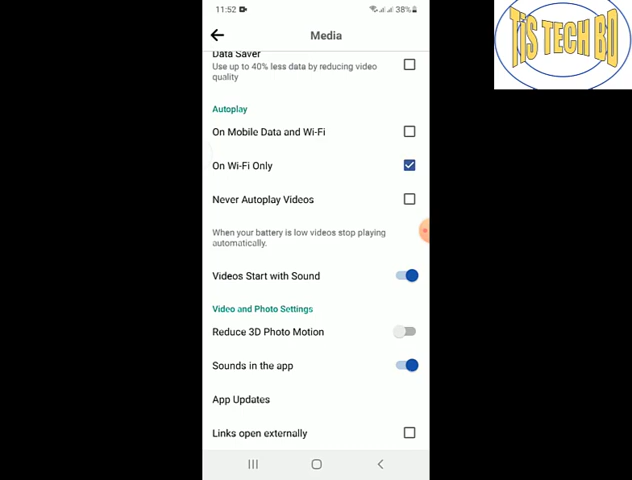 11:52 38%
TIS TECH BD
Media
Data Saver
Use up to 40% less data by reducing video
quality
Autoplay
On Mobile Data and Wi-Fi
On Wi-Fi Only
Never Autoplay Videos
When your battery is low videos stop playing
automatically.
Videos Start with Sound
Video and Photo Settings
Reduce 3D Photo Motion
Sounds in the app
App Updates
Links open externally